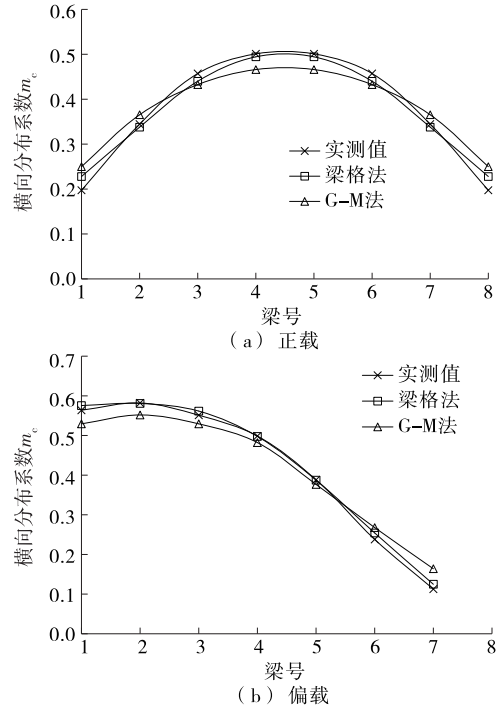 0.6
0.5
0.4
0.3
0.2
0.1
0.0
横向分布系数mc
实测值
梁格法
G-M法
1 2 3 4 5 6 7 8
梁号
(a) 正载
0.7
0.6
0.5
0.4
0.3
0.2
0.1
0.0
横向分布系数mc
实测值
梁格法
G-M法
1 2 3 4 5 6 7 8
梁号
(b) 偏载